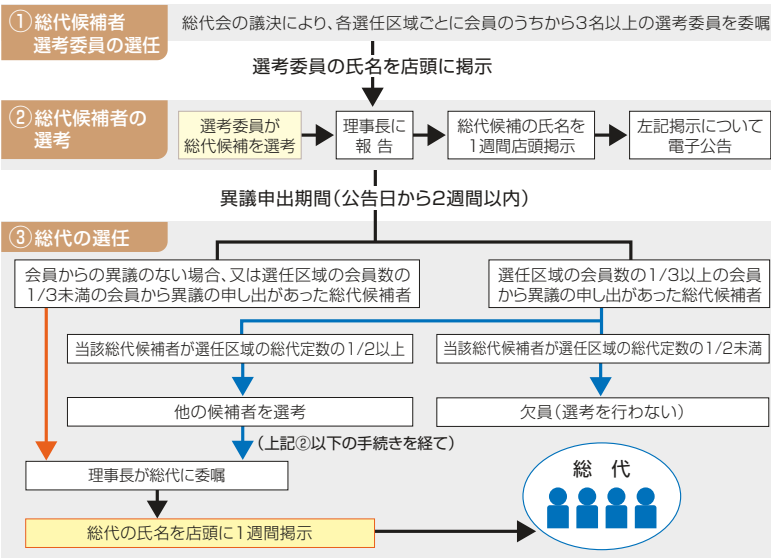 ①総代候補者
選考委員の選任
総代会の議決により、各選任区域ごとに会員のうちから3名以上の選考委員を委嘱
選考委員の氏名を店頭に掲示
②総代候補者の
選考
選考委員が
総代候補を選考
理事長に
報 告
総代候補の氏名を
1週間店頭掲示
左記掲示について
電子公告
異議申出期間(公告日から2週間以内)
③総代の選任
会員からの異議のない場合、又は選任区域の会員数の
1/3未満の会員から異議の申し出があった総代候補者
選任区域の会員数の1/3以上の会員
から異議の申し出があった総代候補者
当該総代候補者が選任区域の総代定数の1/2以上
当該総代候補者が選任区域の総代定数の1/2未満
他の候補者を選考
欠員(選考を行わない)
(上記②以下の手続きを経て)
理事長が総代に委嘱
総代の氏名を店頭に1週間掲示
総 代